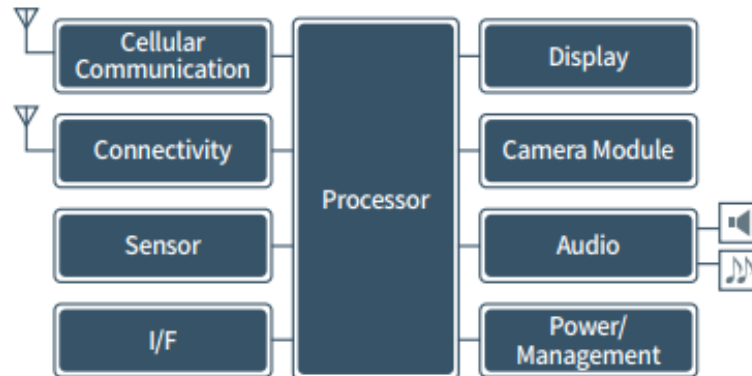 Cellular
Communication
Connectivity
Sensor
I/F
Processor
Display
Camera Module
Audio
Power/
Management